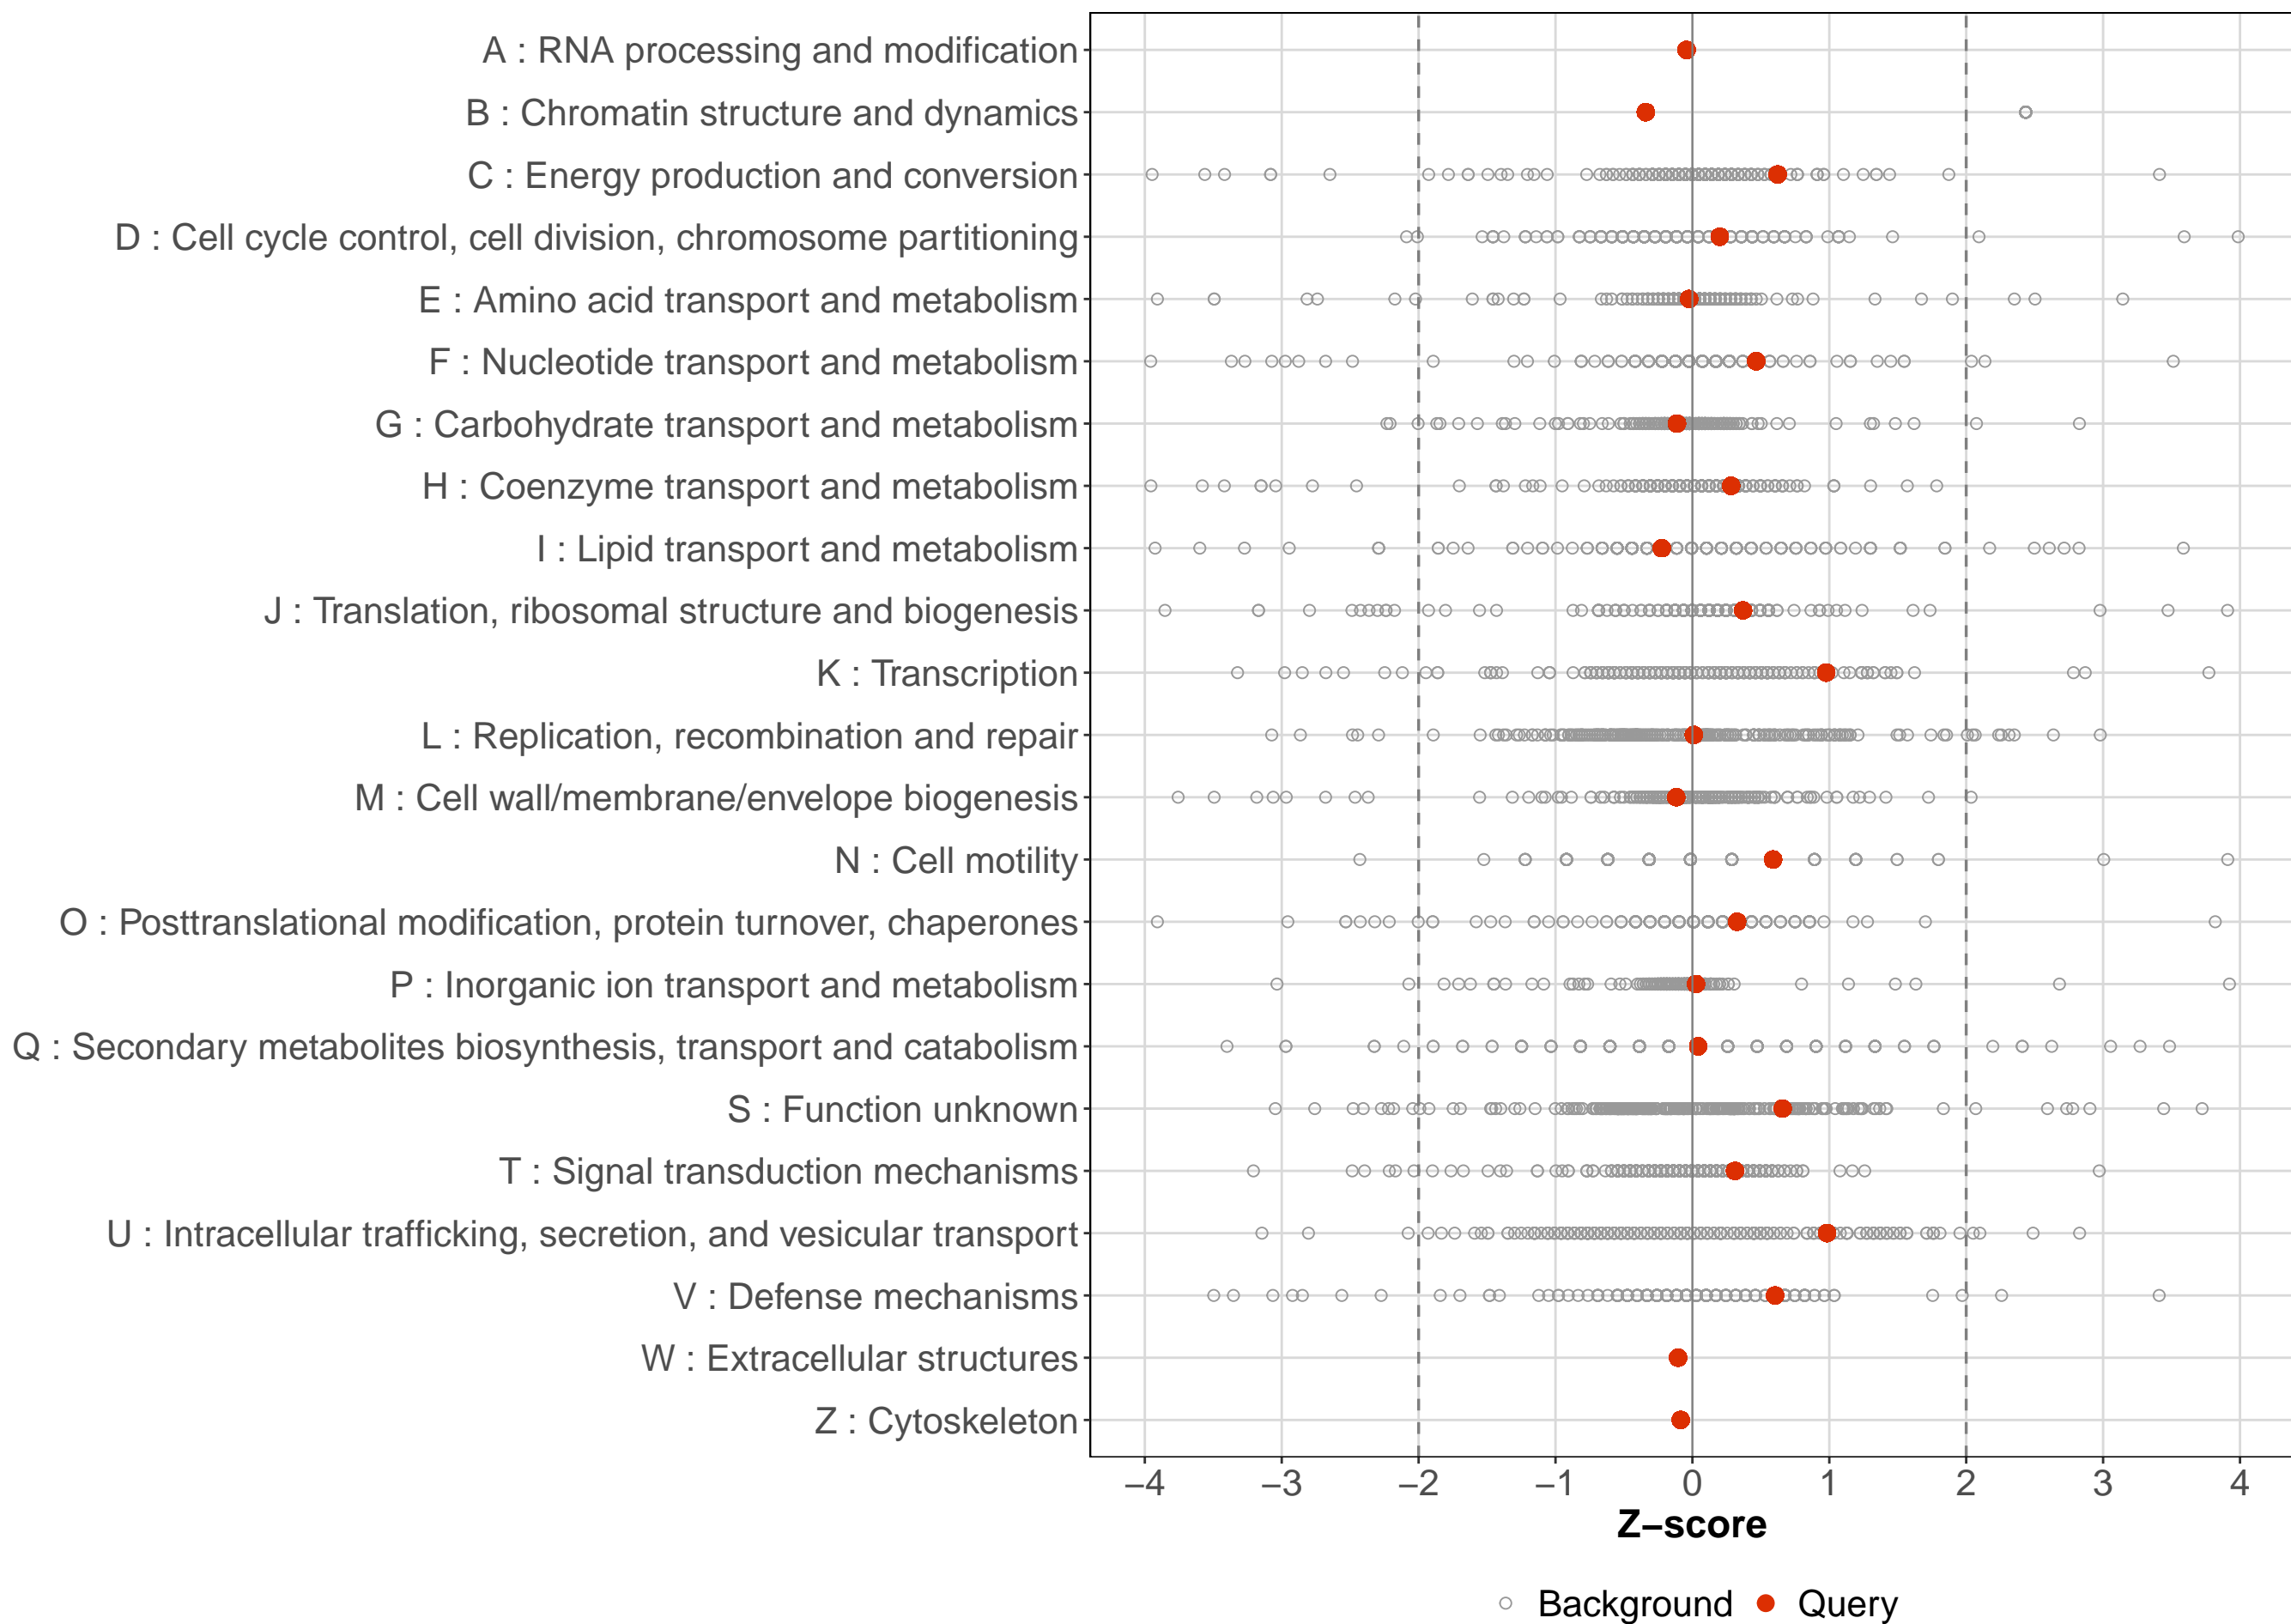 A : RNA processing and modification
B : Chromatin structure and dynamics
C : Energy production and conversion
D : Cell cycle control, cell division, chromosome partitioning
E : Amino acid transport and metabolism
F : Nucleotide transport and metabolism
G : Carbohydrate transport and metabolism
H : Coenzyme transport and metabolism
I : Lipid transport and metabolism
J : Translation, ribosomal structure and biogenesis
K : Transcription
L : Replication, recombination and repair
M : Cell wall/membrane/envelope biogenesis
N : Cell motility
O : Posttranslational modification, protein turnover, chaperones
P : Inorganic ion transport and metabolism
Q : Secondary metabolites biosynthesis, transport and catabolism
S : Function unknown
T : Signal transduction mechanisms
U : Intracellular trafficking, secretion, and vesicular transport
V : Defense mechanisms
W : Extracellular structures
Z : Cytoskeleton
−4 −3 −2 −1 0 1 2 3 4
Z−score
Background Query